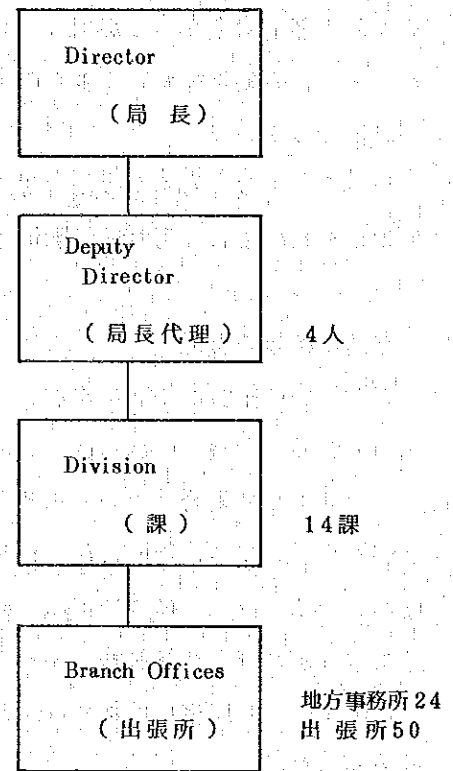 Director
（局 長）
Deputy
Director
（局長代理） 4人
Division
（課） 14課
Branch Offices
（出張所） 地方事務所24
出 張 所50